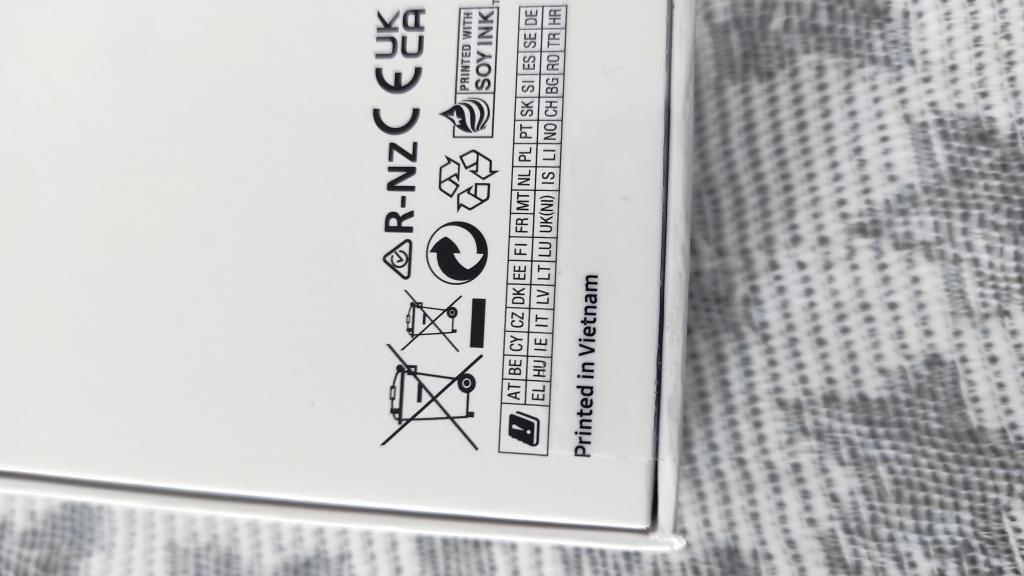 R-NZ CE UK CA
PRINTED WITH
SOY INK
AT BE CY CZ DK EE FI FR MT NL PL PT SK SI ES SE DE
EL HU IE IT LV LT LU UK(NI) IS LI NO CH BG RO TR HR
Printed in Vietnam